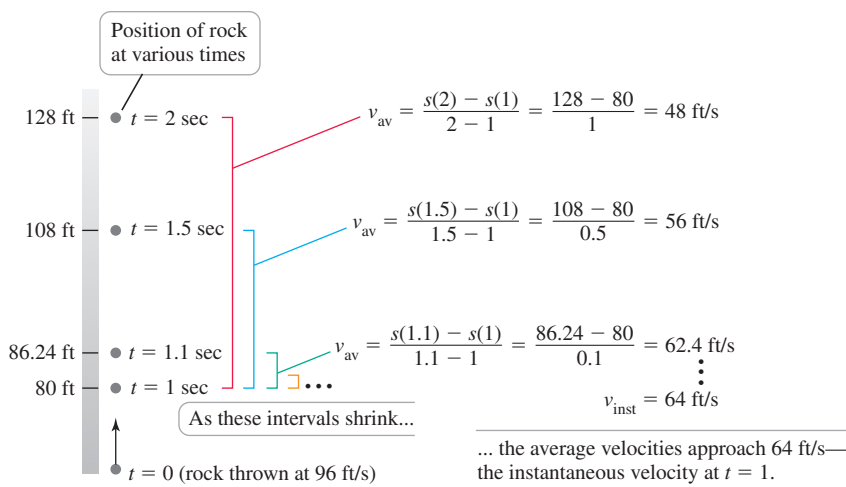 Position of rock
at various times
128 ft
t = 2 sec
v_av = (s(2) − s(1))/(2 − 1) = (128 − 80)/1 = 48 ft/s
108 ft
t = 1.5 sec
v_av = (s(1.5) − s(1))/(1.5 − 1) = (108 − 80)/0.5 = 56 ft/s
86.24 ft
t = 1.1 sec
v_av = (s(1.1) − s(1))/(1.1 − 1) = (86.24 − 80)/0.1 = 62.4 ft/s
80 ft
t = 1 sec
v_inst = 64 ft/s
As these intervals shrink...
... the average velocities approach 64 ft/s—
the instantaneous velocity at t = 1.
t = 0 (rock thrown at 96 ft/s)